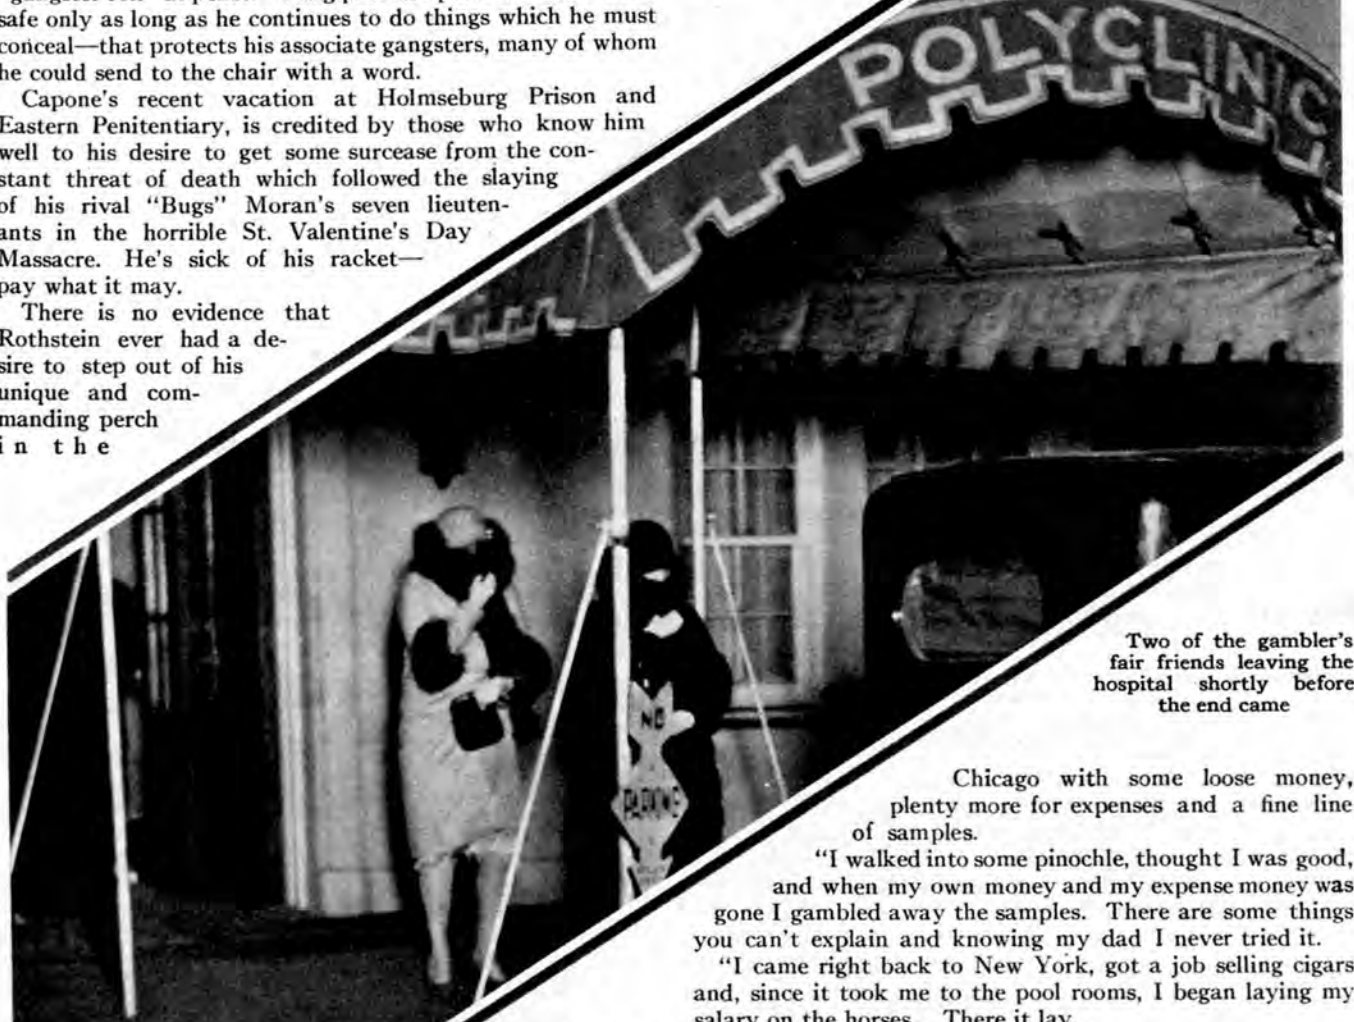 safe only as long as he continues to do things which he must
conceal—that protects his associate gangsters, many of whom
he could send to the chair with a word.
Capone's recent vacation at Holmseburg Prison and
Eastern Penitentiary, is credited by those who know him
well to his desire to get some surcease from the con-
stant threat of death which followed the slaying
of his rival "Bugs" Moran's seven lieuten-
ants in the horrible St. Valentine's Day
Massacre. He's sick of his racket—
pay what it may.
There is no evidence that
Rothstein ever had a de-
sire to step out of his
unique and com-
manding perch
in the
POLYCLINIC
NO
PARKING
Two of the gambler's
fair friends leaving the
hospital shortly before
the end came
Chicago with some loose money,
plenty more for expenses and a fine line
of samples.
"I walked into some pinochle, thought I was good,
and when my own money and my expense money was
gone I gambled away the samples. There are some things
you can't explain and knowing my dad I never tried it.
"I came right back to New York, got a job selling cigars
and, since it took me to the pool rooms, I began laying my
salary on the horses. There it lay